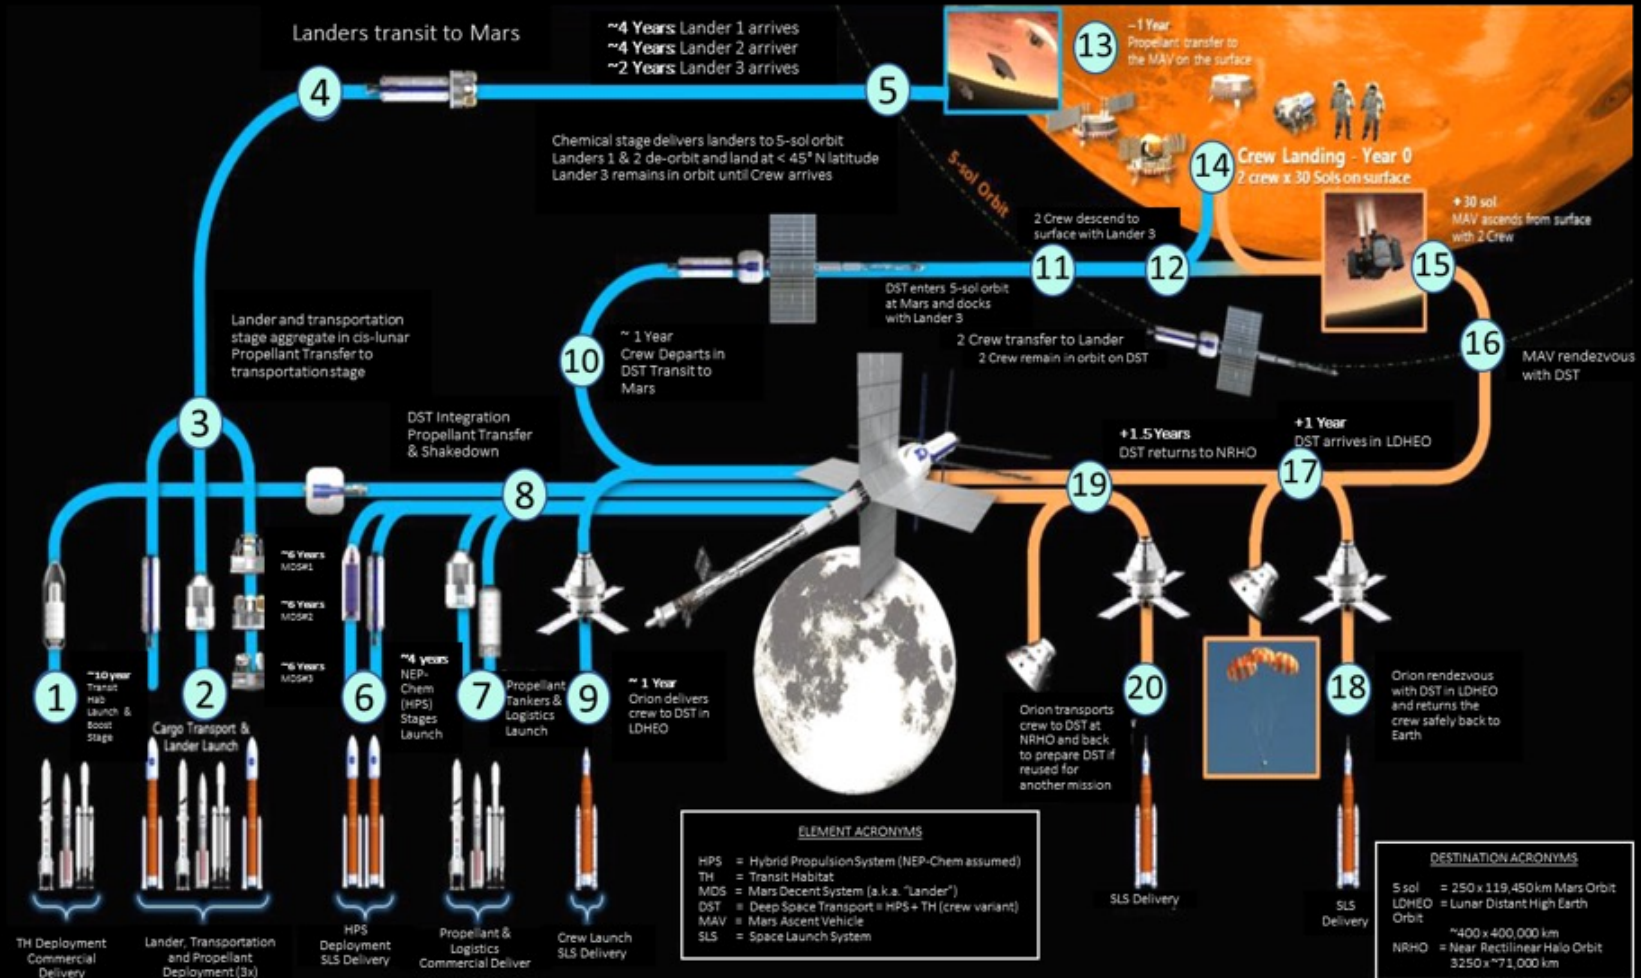 Landers transit to Mars
~4 Years Lander 1 arrives
~4 Years Lander 2 arriver
~2 Years Lander 3 arrives
4
5
Chemical stage delivers landers to 5-sol orbit
Landers 1 & 2 de-orbit and land at < 45° N latitude
Lander 3 remains in orbit until Crew arrives
5-sol Orbit
13
~1 Year
Propellant transfer to
the MAV on the surface
14
Crew Landing - Year 0
2 crew x 30 Sols on surface
+ 30 sol
MAV ascends from surface
with 2 Crew
2 Crew descend to
surface with Lander 3
11
12
15
DST enters 5-sol orbit
at Mars and docks
with Lander 3
2 Crew transfer to Lander
2 Crew remain in orbit on DST
16
MAV rendezvous
with DST
10
~ 1 Year
Crew Departs in
DST Transit to
Mars
Lander and transportation
stage aggregate in cis-lunar
Propellant Transfer to
transportation stage
3
DST Integration
Propellant Transfer
& Shakedown
8
+1.5 Years
DST returns to NRHO
+1 Year
DST arrives in LDHEO
19
17
~6 Years
MDS#1
~6 Years
MDS#2
~6 Years
MDS#3
1
~10 year
Transit
Hab
Launch &
Boost
Stage
2
Cargo Transport &
Lander Launch
6
~4 years
NEP-
Chem
(HPS)
Stages
Launch
7
Propellant
Tankers &
Logistics
Launch
9
~ 1 Year
Orion delivers
crew to DST in
LDHEO
Orion transports
crew to DST at
NRHO and back
to prepare DST if
reused for
another mission
20
18
Orion rendezvous
with DST in LDHEO
and returns the
crew safely back to
Earth
TH Deployment
Commercial
Delivery
Lander, Transportation
and Propellant
Deployment (3x)
HPS
Deployment
SLS Delivery
Propellant &
Logistics
Commercial Deliver
Crew Launch
SLS Delivery
ELEMENT ACRONYMS
HPS = Hybrid Propulsion System (NEP-Chem assumed)
TH = Transit Habitat
MDS = Mars Decent System (a.k.a. "Lander")
DST = Deep Space Transport = HPS + TH (crew variant)
MAV = Mars Ascent Vehicle
SLS = Space Launch System
SLS Delivery
SLS
Delivery
DESTINATION ACRONYMS
5 sol = 250 x 119,450 km Mars Orbit
LDHEO = Lunar Distant High Earth
Orbit
~400 x 400,000 km
NRHO = Near Rectilinear Halo Orbit
3250 x ~71,000 km